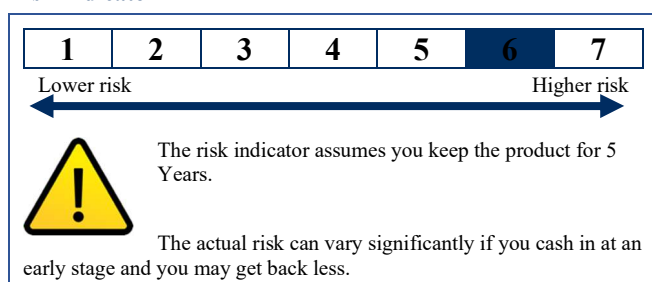 1 2 3 4 5 6 7
Lower risk Higher risk
The risk indicator assumes you keep the product for 5
Years.
The actual risk can vary significantly if you cash in at an
early stage and you may get back less.